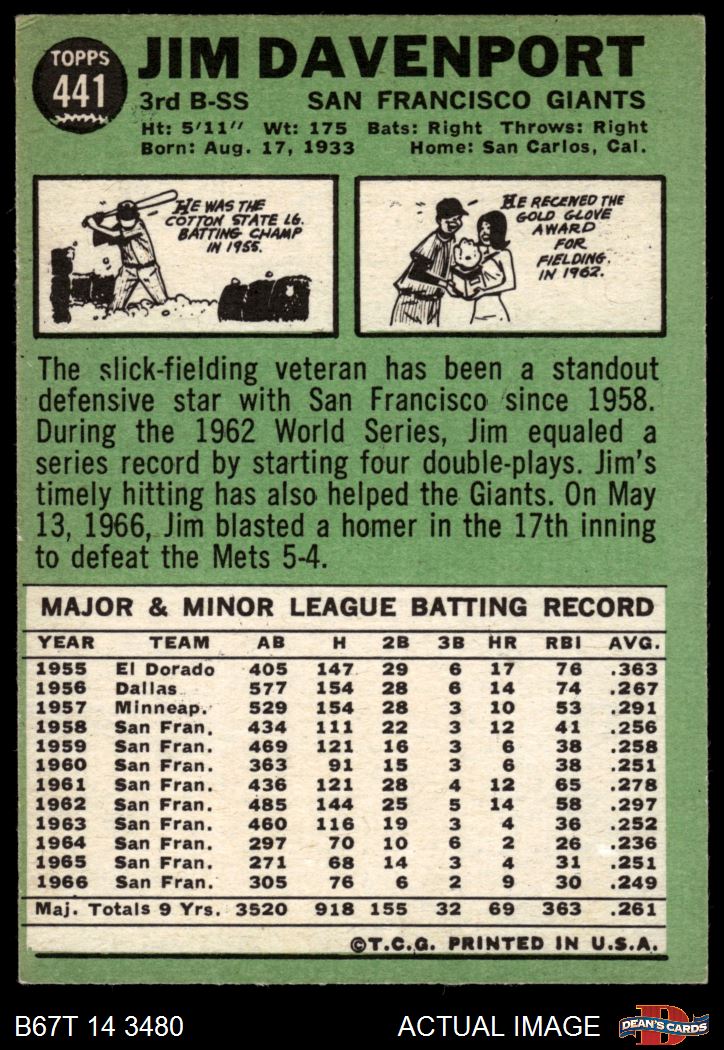 TOPPS
441
JIM DAVENPORT
3rd B-SS SAN FRANCISCO GIANTS
Ht: 5'11" Wt: 175 Bats: Right Throws: Right
Born: Aug. 17, 1933 Home: San Carlos, Cal.
HE WAS THE
COTTON STATE LG.
BATTING CHAMP
IN 1955.
HE RECEIVED THE
GOLD GLOVE
AWARD
FOR
FIELDING
IN 1962.
The slick-fielding veteran has been a standout
defensive star with San Francisco since 1958.
During the 1962 World Series, Jim equaled a
series record by starting four double-plays. Jim's
timely hitting has also helped the Giants. On May
13, 1966, Jim blasted a homer in the 17th inning
to defeat the Mets 5-4.
MAJOR & MINOR LEAGUE BATTING RECORD
YEAR TEAM AB H 2B 3B HR RBI AVG.
1955 El Dorado 405 147 29 6 17 76 .363
1956 Dallas 577 154 28 6 14 74 .267
1957 Minneap. 529 154 28 3 10 53 .291
1958 San Fran. 434 111 22 3 12 41 .256
1959 San Fran. 469 121 16 3 6 38 .258
1960 San Fran. 363 91 15 3 6 38 .251
1961 San Fran. 436 121 28 4 12 65 .278
1962 San Fran. 485 144 25 5 14 58 .297
1963 San Fran. 460 116 19 3 4 36 .252
1964 San Fran. 297 70 10 6 2 26 .236
1965 San Fran. 271 68 14 3 4 31 .251
1966 San Fran. 305 76 6 2 9 30 .249
Maj. Totals 9 Yrs. 3520 918 155 32 69 363 .261
©T.C.G. PRINTED IN U.S.A.
B67T 14 3480 ACTUAL IMAGE
D
DEAN'S CARDS